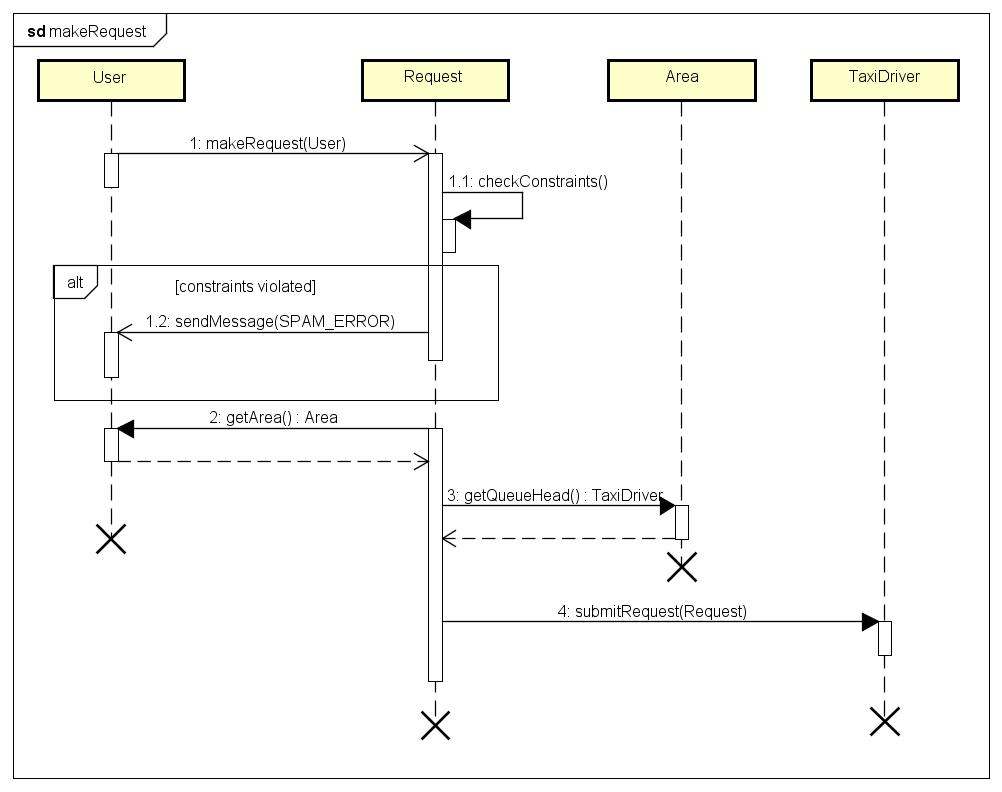 sd makeRequest
User
Request
Area
TaxiDriver
1: makeRequest(User)
1.1: checkConstraints()
alt
[constraints violated]
1.2: sendMessage(SPAM_ERROR)
2: getArea() : Area
3: getQueueHead() : TaxiDriver
4: submitRequest(Request)